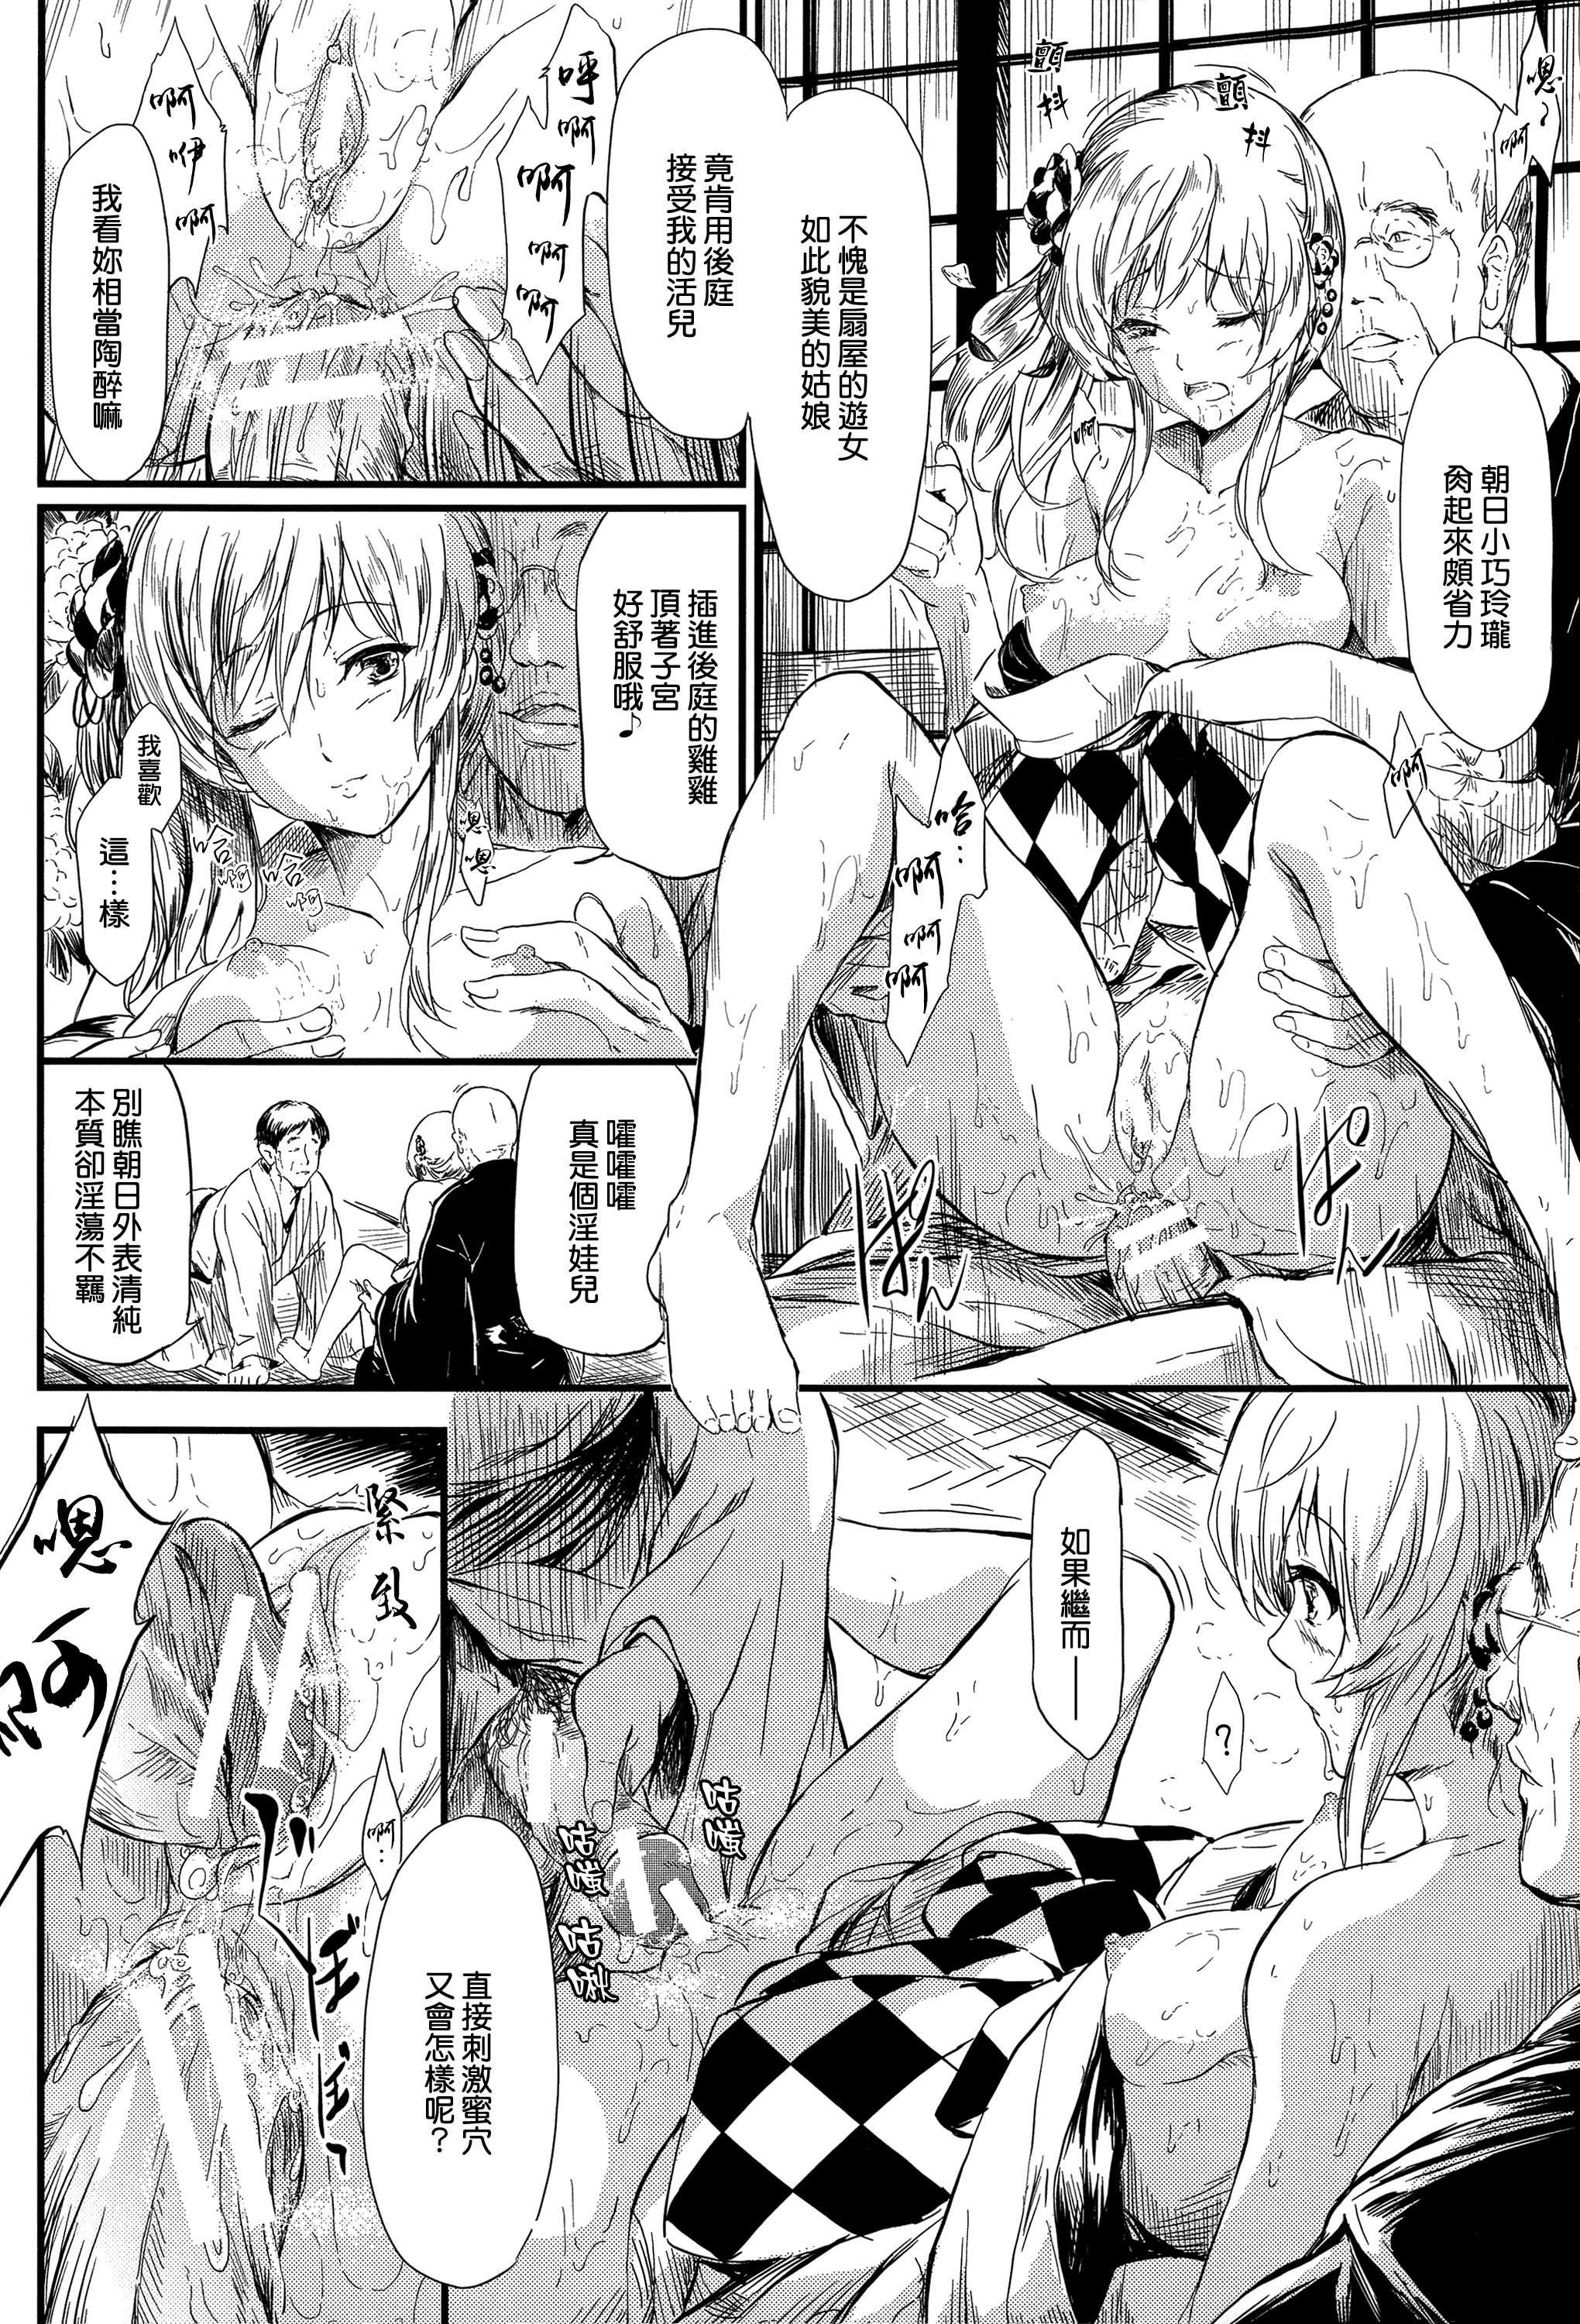 嗯~
啊
顫
抖
顫
抖
朝日小巧玲瓏
肏起來頗省力
不愧是扇屋的遊女
如此貌美的姑娘
竟肯用後庭
接受我的活兒
啊
啊
哈…
啊
啊
啊
ぱん
ぱん
呼
啊
啊
啊
啊
啊
咿
啊
我看妳相當陶醉嘛
插進後庭的雞雞
頂著子宮
好舒服哦♪
嗯
嗯
哈
啊
哈
啊
我喜歡
這…樣
嚯嚯嚯
真是個淫娃兒
別瞧朝日外表清純
本質卻淫蕩不羈
如果繼而——
?
直接刺激蜜穴
又會怎樣呢?
緊
致
啊…
嗯
啊